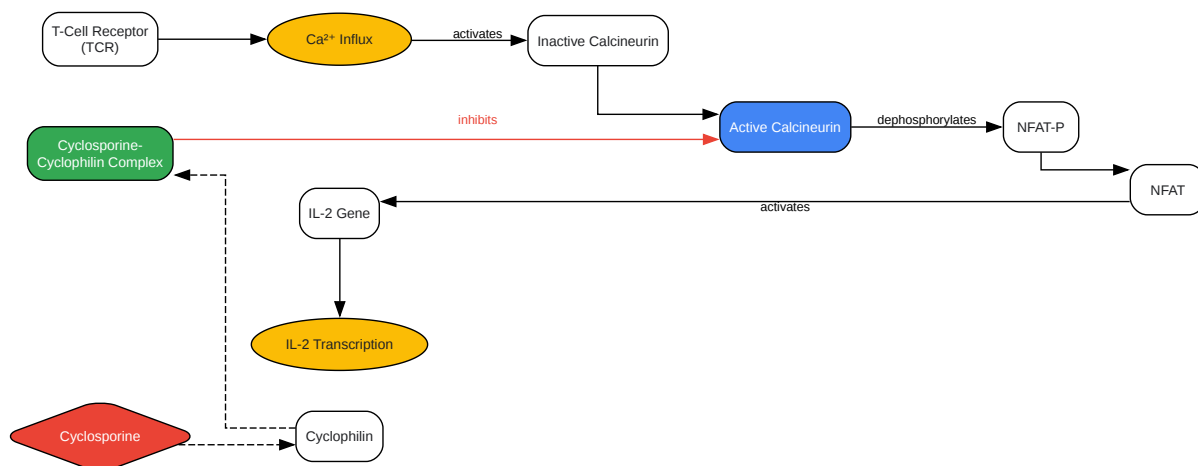 T-Cell Receptor
(TCR)
Ca²⁺ Influx
activates
Inactive Calcineurin
inhibits
Active Calcineurin
dephosphorylates
NFAT-P
Cyclosporine-
Cyclophilin Complex
NFAT
IL-2 Gene
activates
IL-2 Transcription
Cyclosporine
Cyclophilin